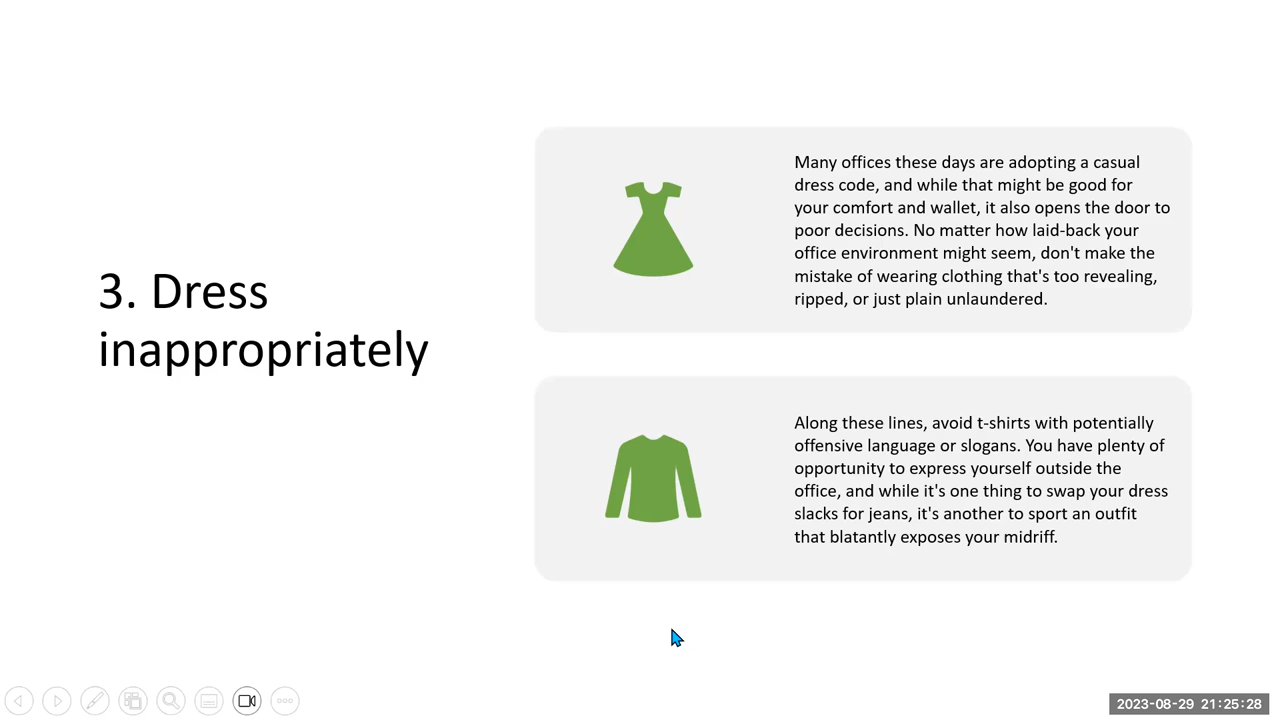 3. Dress
inappropriately
Many offices these days are adopting a casual
dress code, and while that might be good for
your comfort and wallet, it also opens the door to
poor decisions. No matter how laid-back your
office environment might seem, don't make the
mistake of wearing clothing that's too revealing,
ripped, or just plain unlaundered.
Along these lines, avoid t-shirts with potentially
offensive language or slogans. You have plenty of
opportunity to express yourself outside the
office, and while it's one thing to swap your dress
slacks for jeans, it's another to sport an outfit
that blatantly exposes your midriff.
2023-08-29 21:25:28